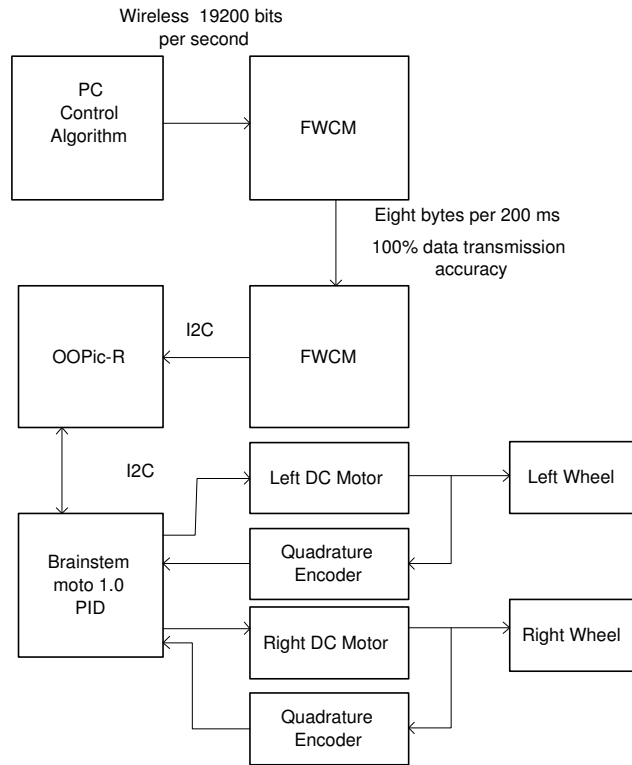 Wireless 19200 bits
per second
PC
Control
Algorithm
FWCM
Eight bytes per 200 ms
100% data transmission
accuracy
I2C
OOPic-R
FWCM
I2C
Left DC Motor
Left Wheel
Quadrature
Encoder
Brainstem
moto 1.0
PID
Right DC Motor
Right Wheel
Quadrature
Encoder